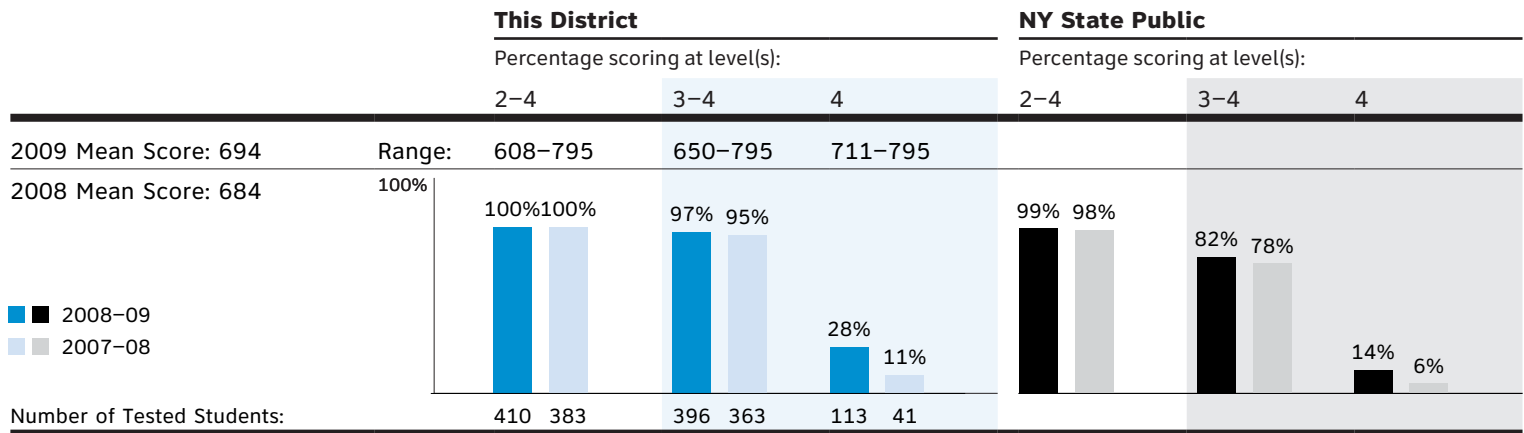 This District NY State Public
Percentage scoring at level(s): Percentage scoring at level(s):
2–4 3–4 4 2–4 3–4 4
2009 Mean Score: 694 Range: 608–795 650–795 711–795
2008 Mean Score: 684 100%
100% 100% 97% 95% 28% 11% 99% 98% 82% 78% 14% 6%
2008–09
2007–08
Number of Tested Students: 410 383 396 363 113 41